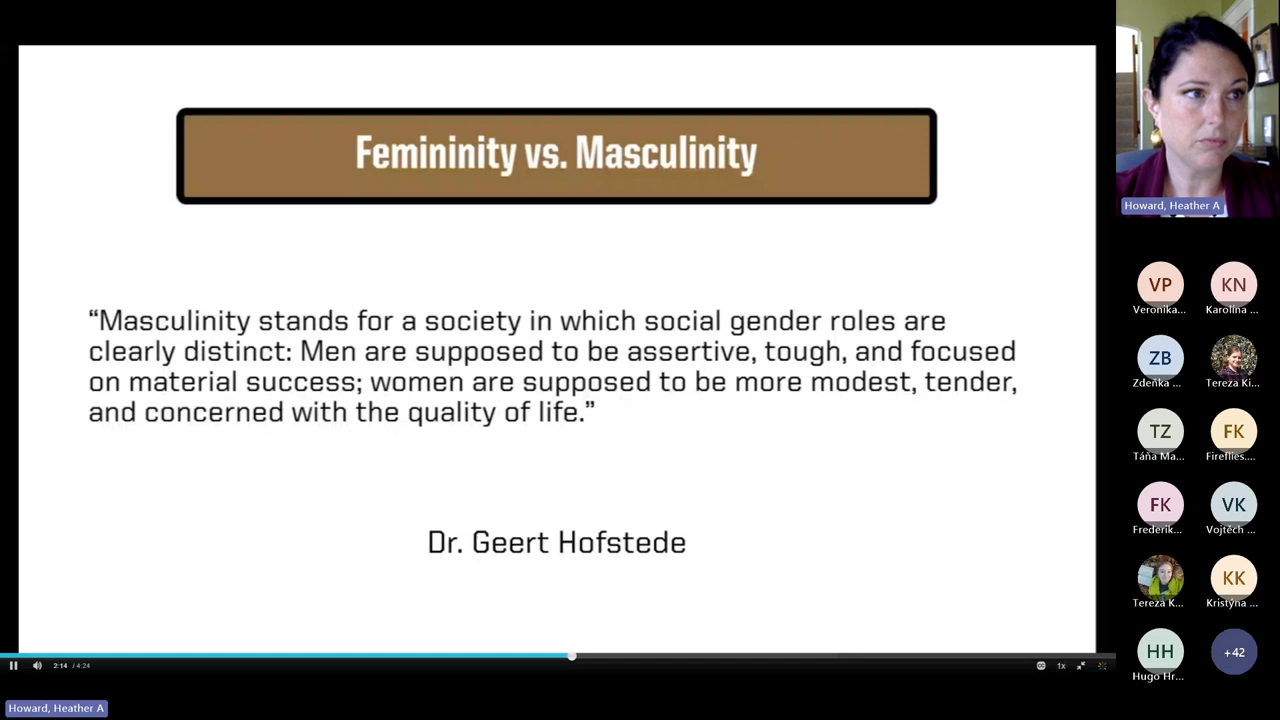 Femininity vs. Masculinity
“Masculinity stands for a society in which social gender roles are
clearly distinct: Men are supposed to be assertive, tough, and focused
on material success; women are supposed to be more modest, tender,
and concerned with the quality of life.”
Dr. Geert Hofstede
2:14 / 4:24
1x
Howard, Heather A
Howard, Heather A
VP
Veronika...
KN
Karolína ...
ZB
Zdeňka ...
Tereza Ki...
TZ
Táňa Ma...
FK
Fireflies....
FK
Frederik...
VK
Vojtěch ...
Tereza K...
KK
Kristýna ...
HH
Hugo Hr...
+42